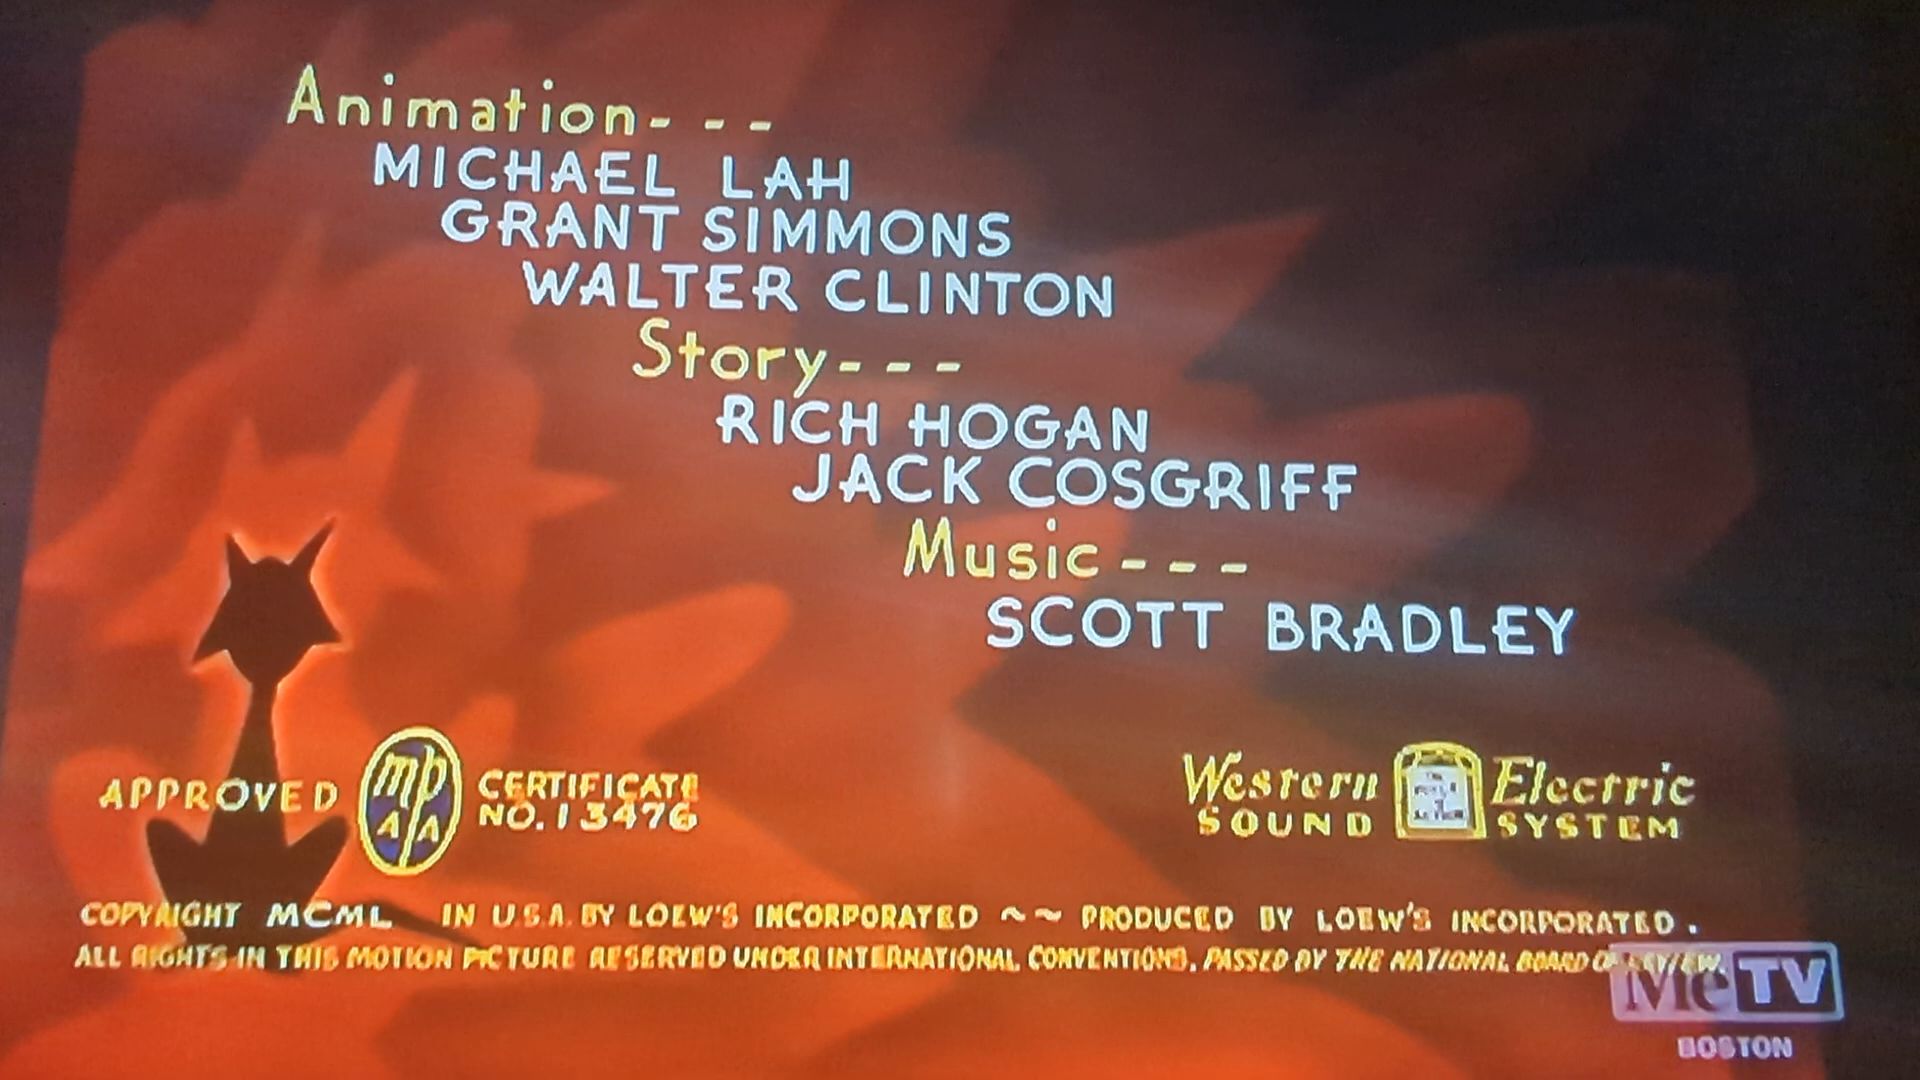 Animation- - -
MICHAEL LAH
GRANT SIMMONS
WALTER CLINTON
Story- - -
RICH HOGAN
JACK COSGRIFF
Music - - -
SCOTT BRADLEY
APPROVED MPAA CERTIFICATE
NO. 13476
Western Electric
SOUND SYSTEM
COPYRIGHT MCML IN U.S.A. BY LOEW'S INCORPORATED ~~ PRODUCED BY LOEW'S INCORPORATED.
ALL RIGHTS IN THIS MOTION PICTURE RESERVED UNDER INTERNATIONAL CONVENTIONS. PASSED BY THE NATIONAL BOARD OF REVIEW.
MeTV
BOSTON